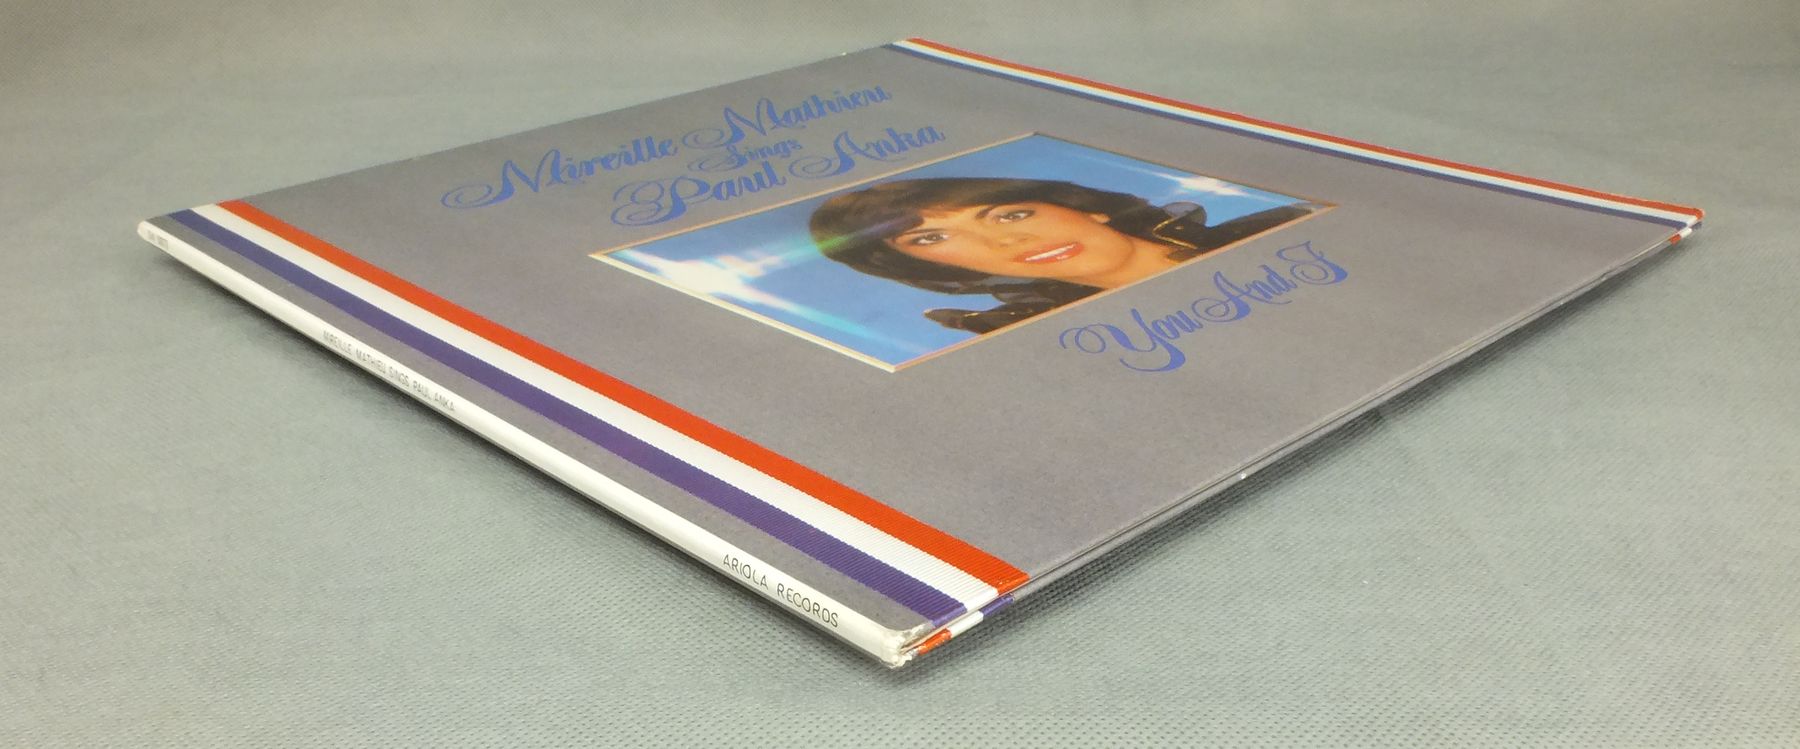 Mireille Mathieu
Sings
Paul Anka
You And I
MIREILLE MATHIEU SINGS PAUL ANKA
ARIOLA RECORDS